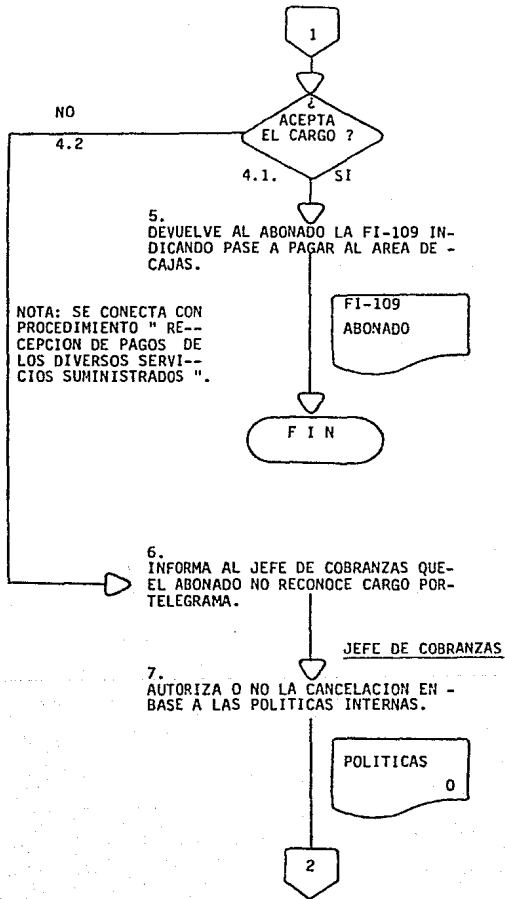 1
¿
ACEPTA
EL CARGO ?
NO
4.2
4.1.
SI
5.
DEVUELVE AL ABONADO LA FI-109 IN-
DICANDO PASE A PAGAR AL AREA DE -
CAJAS.
FI-109
ABONADO
NOTA: SE CONECTA CON
PROCEDIMIENTO " RE--
CEPCION DE PAGOS DE
LOS DIVERSOS SERVI--
CIOS SUMINISTRADOS ".
F I N
6.
INFORMA AL JEFE DE COBRANZAS QUE-
EL ABONADO NO RECONOCE CARGO POR-
TELEGRAMA.
JEFE DE COBRANZAS
7.
AUTORIZA O NO LA CANCELACION EN -
BASE A LAS POLITICAS INTERNAS.
POLITICAS
O
2